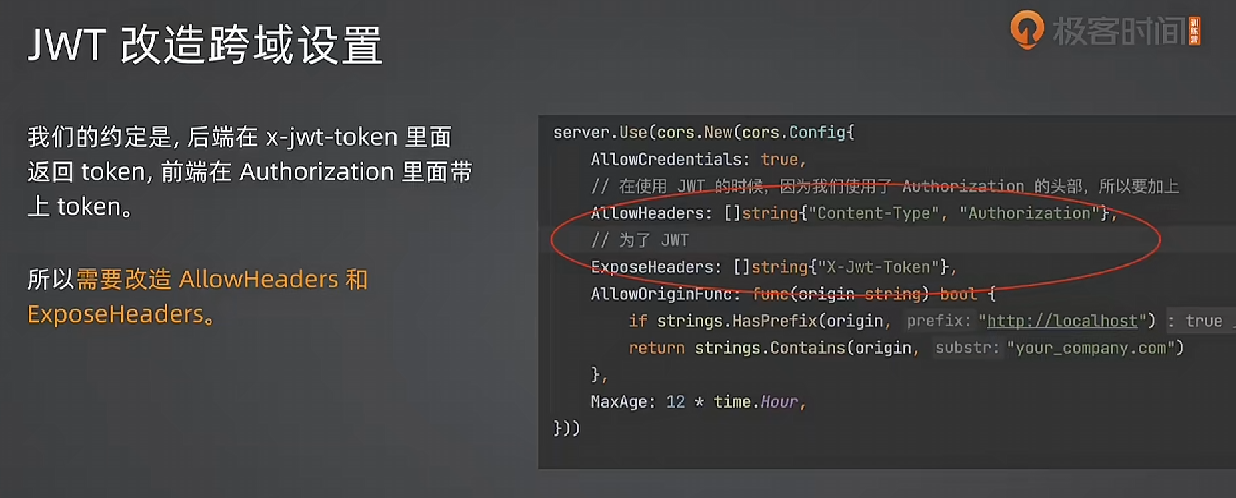 JWT 改造跨域设置
极客时间
训练营
我们的约定是, 后端在 x-jwt-token 里面
返回 token, 前端在 Authorization 里面带
上 token。
所以需要改造 AllowHeaders 和
ExposeHeaders。
server.Use(cors.New(cors.Config{
AllowCredentials: true,
// 在使用 JWT 的时候，因为我们使用了 Authorization 的头部，所以要加上
AllowHeaders: []string{"Content-Type", "Authorization"},
// 为了 JWT
ExposeHeaders: []string{"X-Jwt-Token"},
AllowOriginFunc: func(origin string) bool {
if strings.HasPrefix(origin, prefix: "http://localhost") : true
return strings.Contains(origin, substr: "your_company.com")
},
MaxAge: 12 * time.Hour,
}))